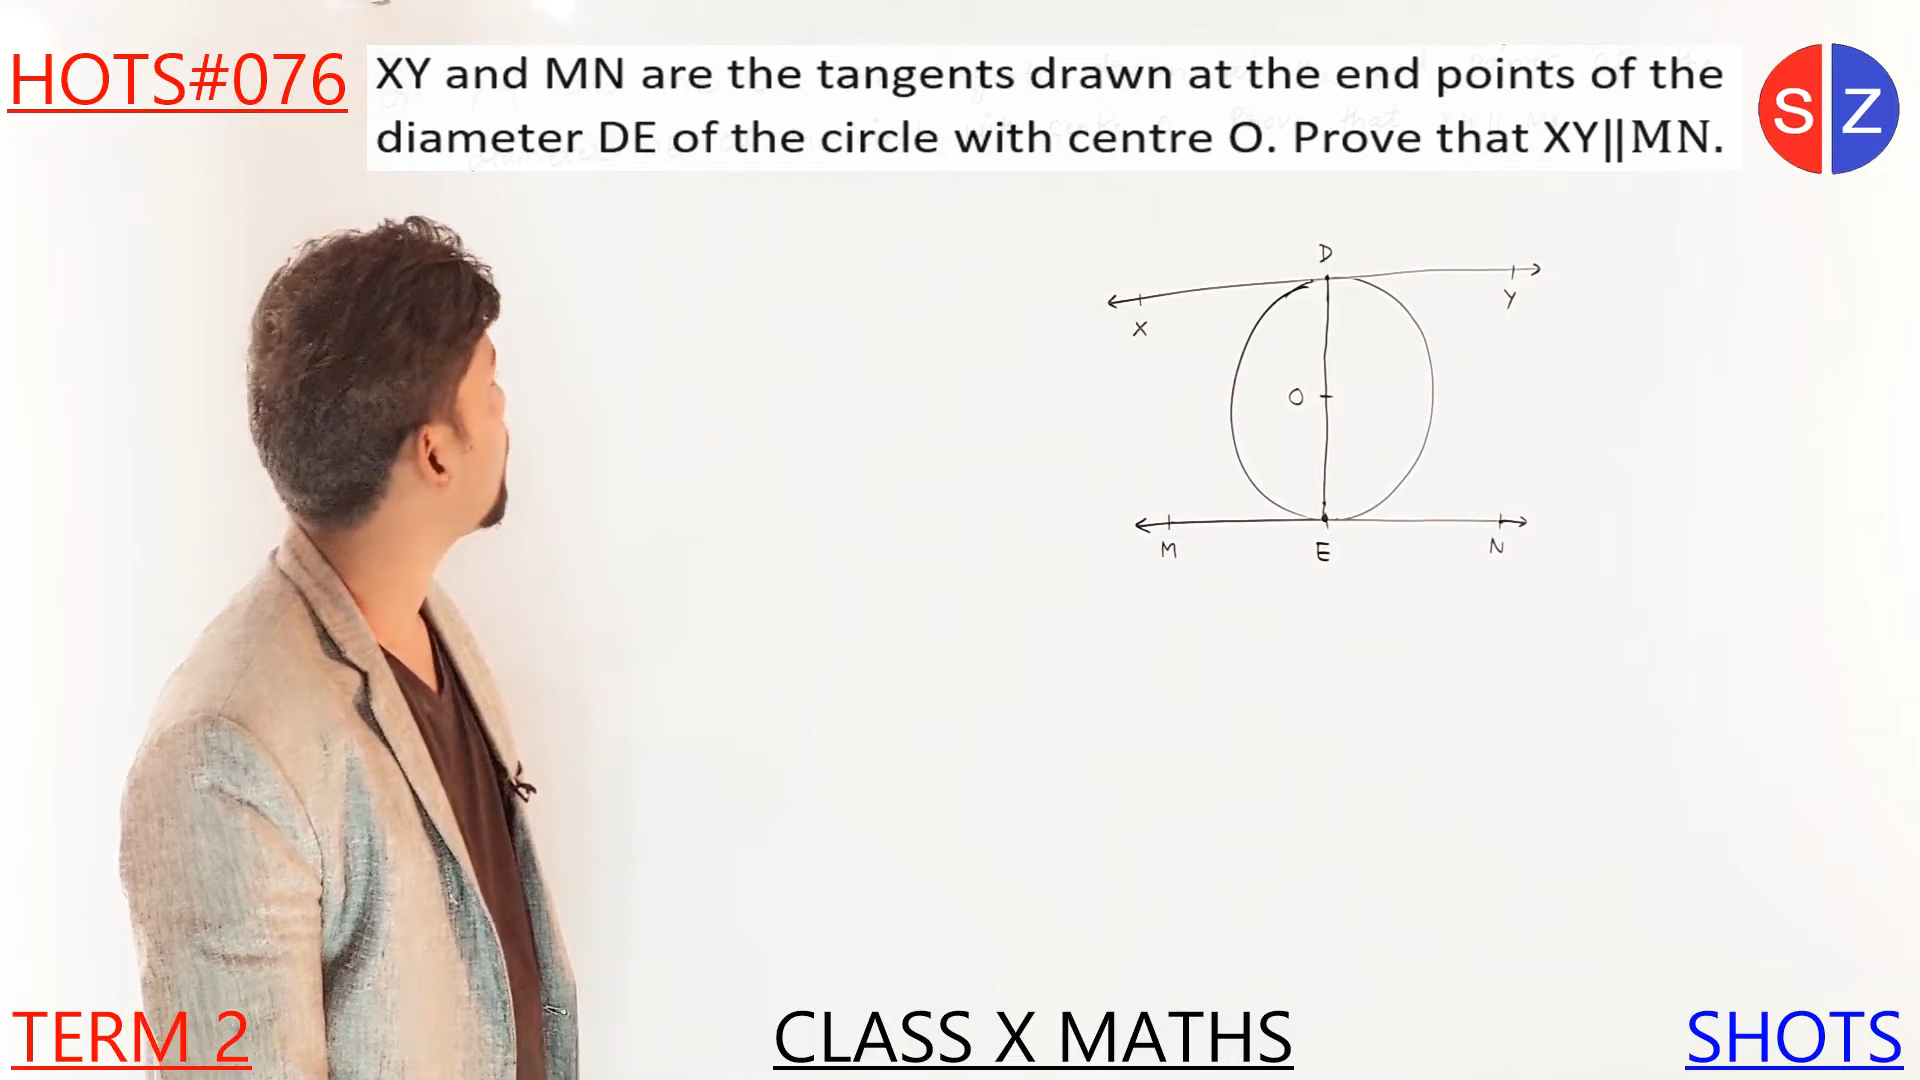 HOTS#076
XY and MN are the tangents drawn at the end points of the
diameter DE of the circle with centre O. Prove that XY||MN.
S Z
D
X
Y
O
M
E
N
TERM 2
CLASS X MATHS
SHOTS